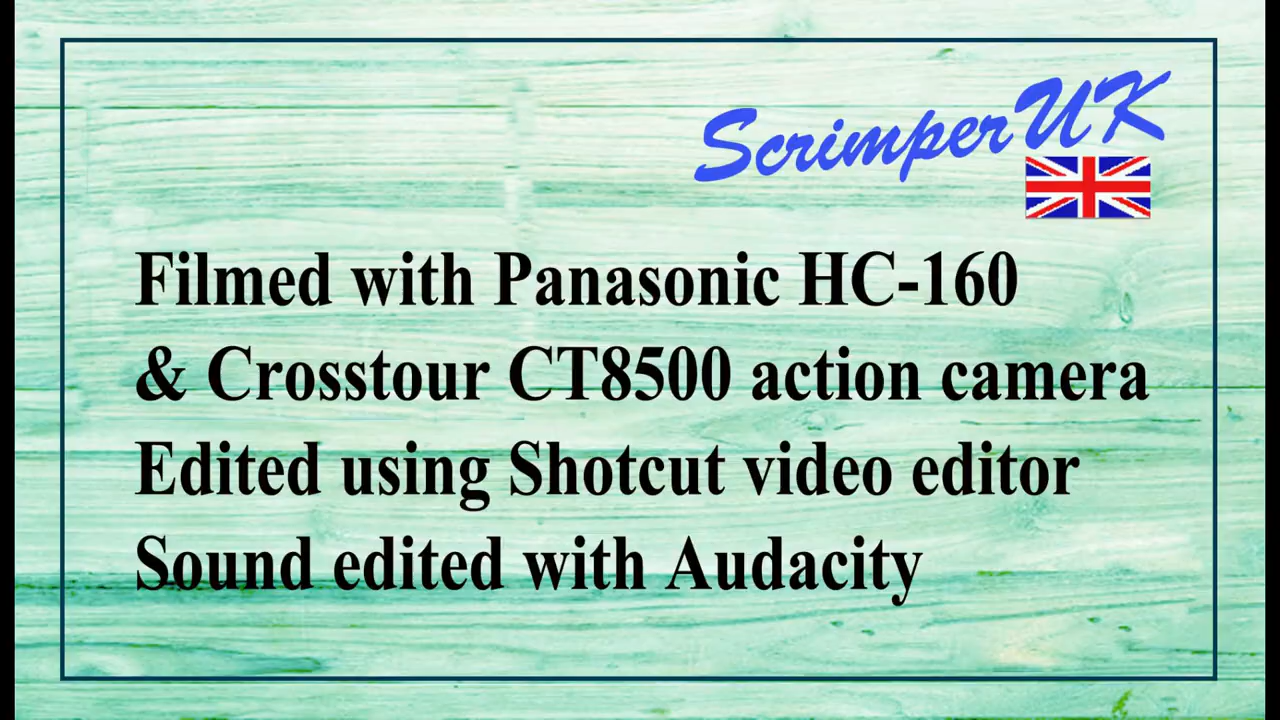 ScrimperUK
Filmed with Panasonic HC-160
& Crosstour CT8500 action camera
Edited using Shotcut video editor
Sound edited with Audacity